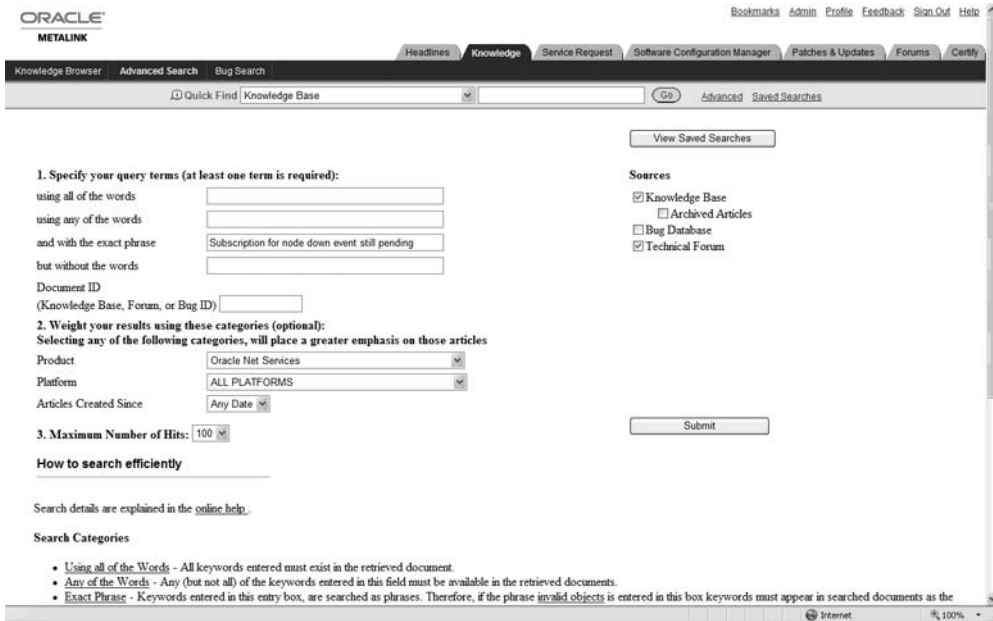 Bookmarks Admin Profile Feedback Sign Out Help
ORACLE
METALINK
Headlines Knowledge Service Request Software Configuration Manager Patches & Updates Forums Certify
Knowledge Browser Advanced Search Bug Search
Quick Find Knowledge Base Go Advanced Saved Searches
View Saved Searches
1. Specify your query terms (at least one term is required): Sources
using all of the words Knowledge Base
Archived Articles
using any of the words
Bug Database
and with the exact phrase Subscription for node down event still pending Technical Forum
but without the words
Document ID
(Knowledge Base, Forum, or Bug ID)
2. Weight your results using these categories (optional):
Selecting any of the following categories, will place a greater emphasis on those articles
Product Oracle Net Services
Platform ALL PLATFORMS
Articles Created Since Any Date
3. Maximum Number of Hits: 100 Submit
How to search efficiently
Search details are explained in the online help .
Search Categories
• Using all of the Words - All keywords entered must exist in the retrieved document.
• Any of the Words - Any (but not all) of the keywords entered in this field must be available in the retrieved documents.
• Exact Phrase - Keywords entered in this entry box, are searched as phrases. Therefore, if the phrase invalid objects is entered in this box keywords must appear in searched documents as the
Internet 100%